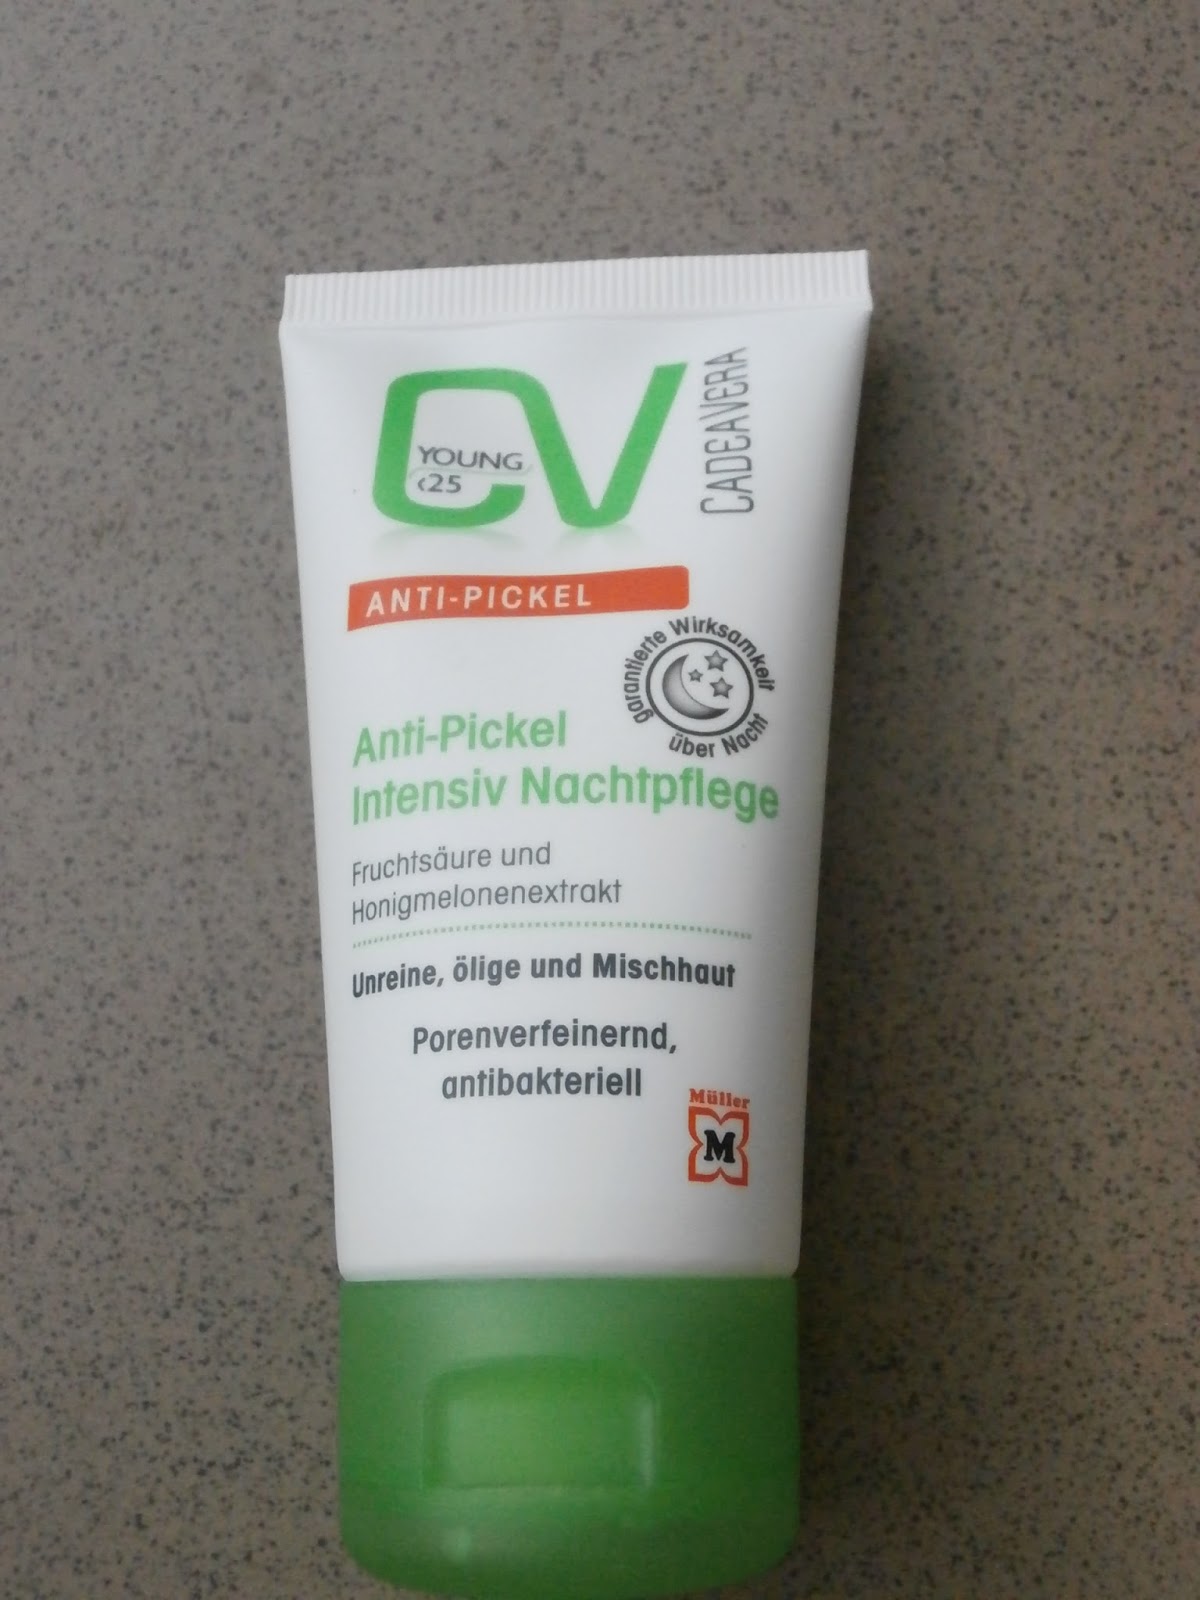 CV
YOUNG
<25
CADEAVERA
ANTI-PICKEL
garantierte Wirksamkeit
über Nacht
Anti-Pickel
Intensiv Nachtpflege
Fruchtsäure und
Honigmelonenextrakt
Unreine, ölige und Mischhaut
Porenverfeinernd,
antibakteriell
Müller
M